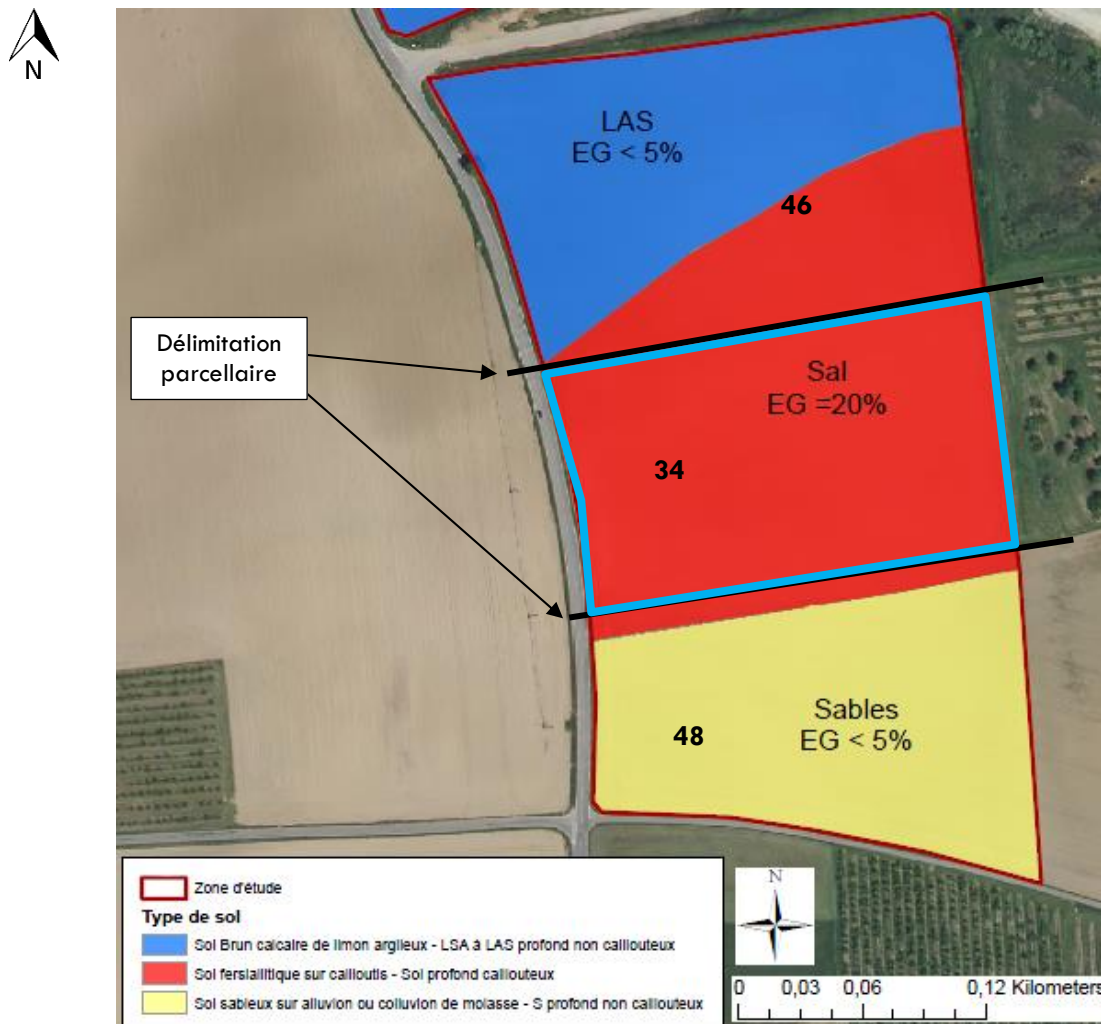 N
LAS
EG < 5%
46
Délimitation
parcellaire
Sal
EG =20%
34
Sables
EG < 5%
48
Zone d'étude
Type de sol
Sol Brun calcaire de limon argileux - LSA à LAS profond non caillouteux
Sol fersiallitique sur cailloutis - Sol profond caillouteux
Sol sableux sur alluvion ou colluvion de molasse - S profond non caillouteux
N
0 0,03 0,06 0,12 Kilometers